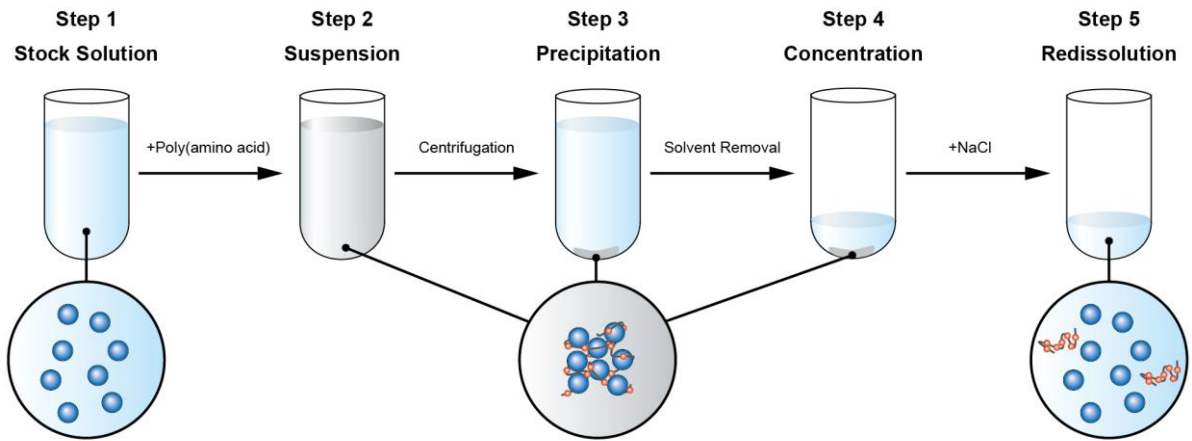 Step 1
Stock Solution
Step 2
Suspension
Step 3
Precipitation
Step 4
Concentration
Step 5
Redissolution
+Poly(amino acid)
Centrifugation
Solvent Removal
+NaCl